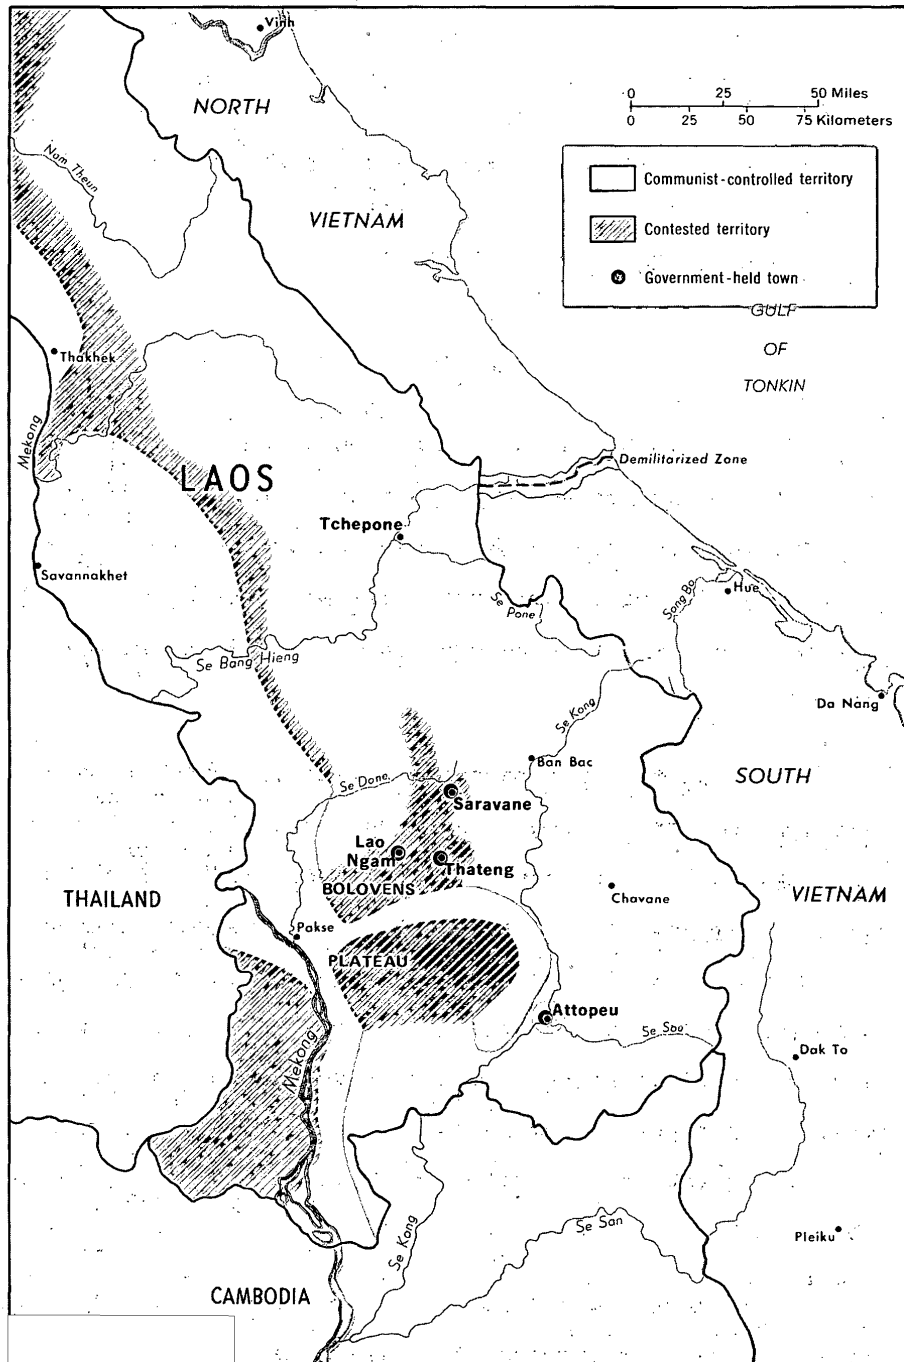 Vinh
NORTH
VIETNAM
0 25 50 Miles
0 25 50 75 Kilometers
Communist-controlled territory
Contested territory
Government-held town
GULF
OF
TONKIN
Nam Theun
Thakhek
Mekong
LAOS
Demilitarized Zone
Tchepone
Savannakhet
Se Pone
Song Bo
Hue
Se Bang Hieng
Se Kong
Da Nang
Ban Bac
SOUTH
VIETNAM
Se Done
Saravane
Lao
Ngam
Thateng
THAILAND
BOLOVENS
PLATEAU
Chavane
Pakse
Attopeu
Se Sou
Mekong
Dak To
Se Kong
Se San
Pleiku
CAMBODIA